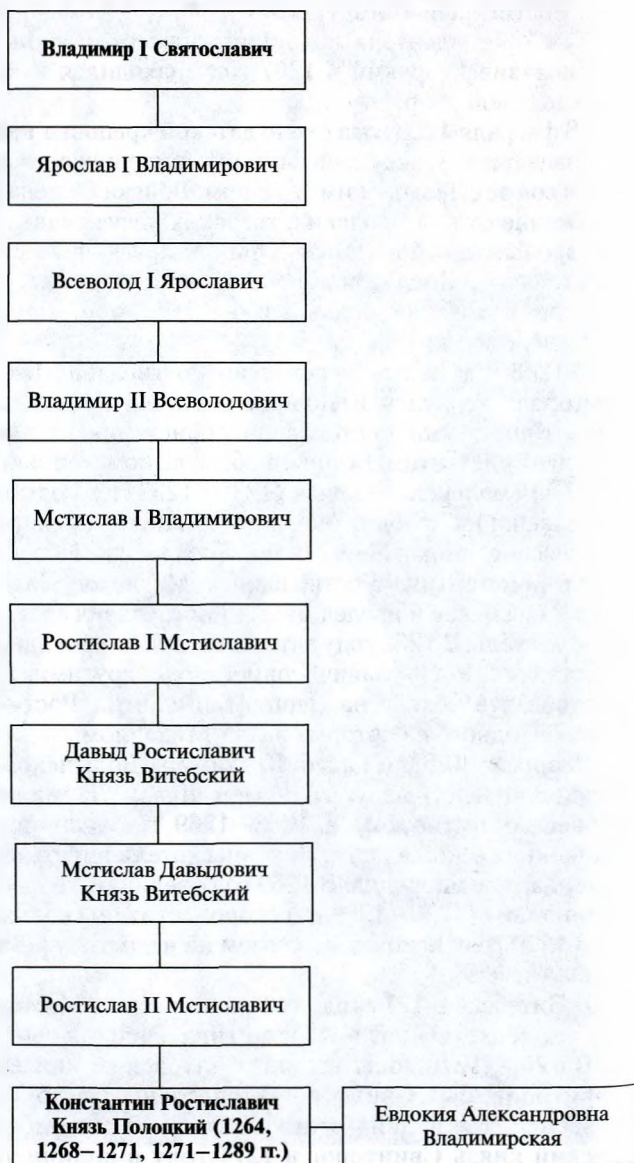 Владимир I Святославич
Ярослав I Владимирович
Всеволод I Ярославич
Владимир II Всеволодович
Мстислав I Владимирович
Ростислав I Мстиславич
Давыд Ростиславич
Князь Витебский
Мстислав Давыдович
Князь Витебский
Ростислав II Мстиславич
Константин Ростиславич
Князь Полоцкий (1264,
1268–1271, 1271–1289 гг.)
Евдокия Александровна
Владимирская